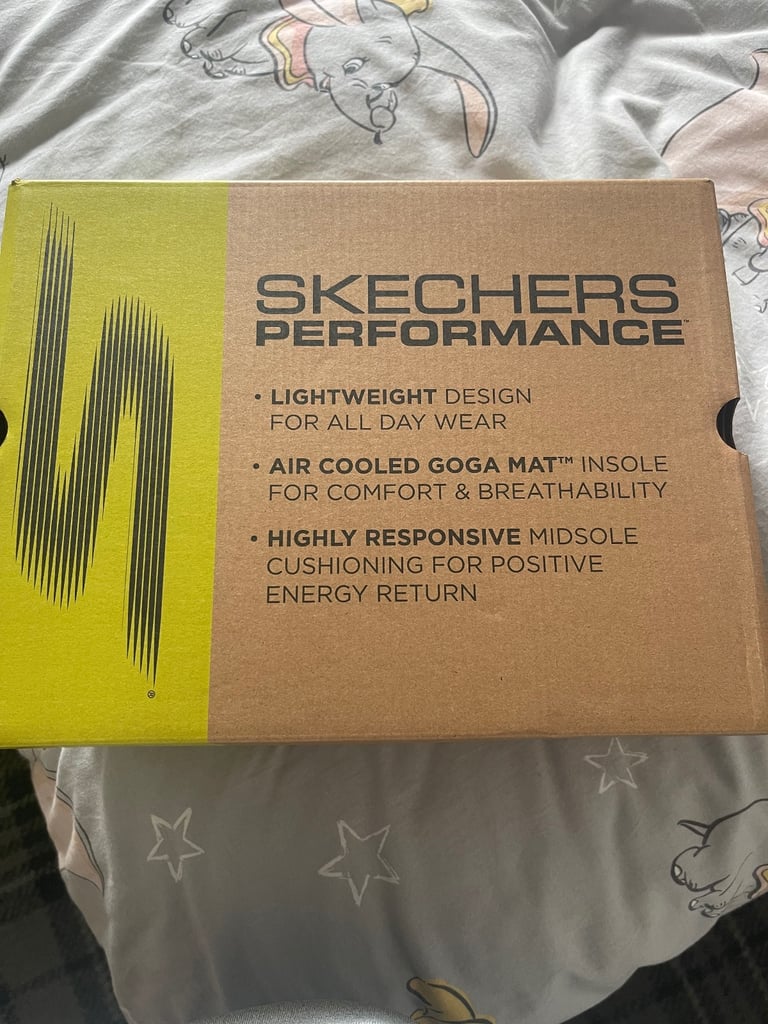 SKECHERS
PERFORMANCE™
• LIGHTWEIGHT DESIGN
FOR ALL DAY WEAR
• AIR COOLED GOGA MAT™ INSOLE
FOR COMFORT & BREATHABILITY
• HIGHLY RESPONSIVE MIDSOLE
CUSHIONING FOR POSITIVE
ENERGY RETURN
®